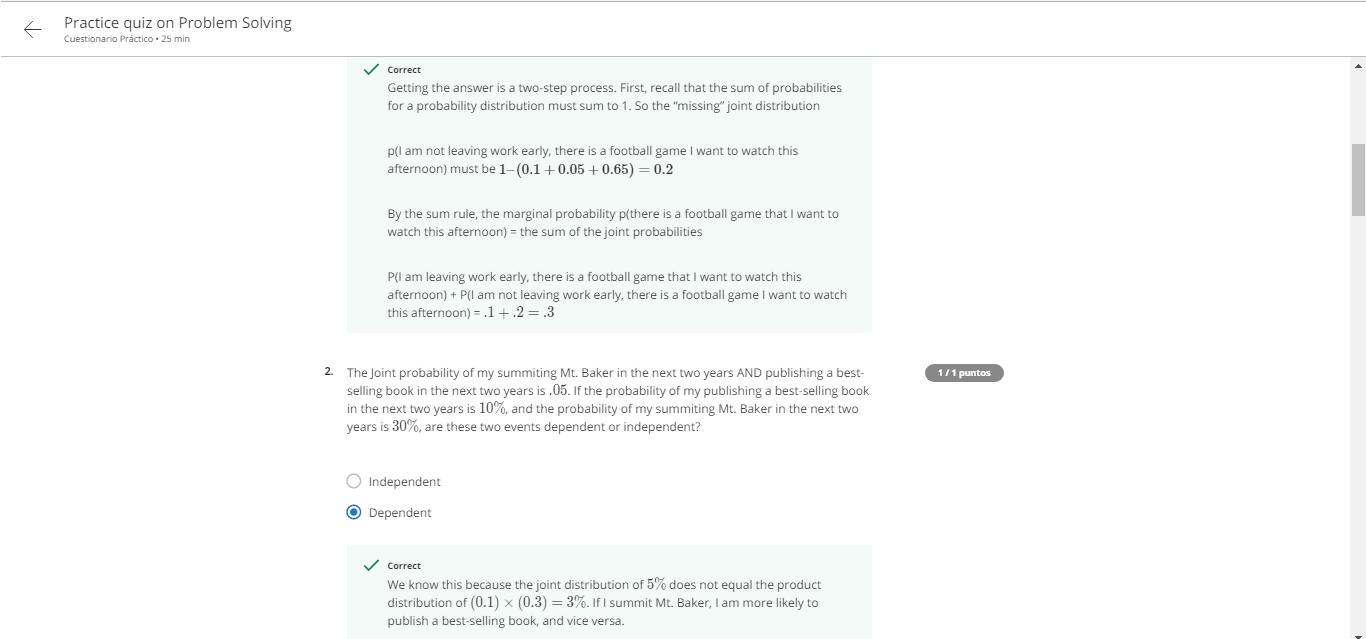 Practice quiz on Problem Solving
Cuestionario Práctico • 25 min
Correct
Getting the answer is a two-step process. First, recall that the sum of probabilities
for a probability distribution must sum to 1. So the “missing” joint distribution
p(I am not leaving work early, there is a football game I want to watch this
afternoon) must be 1–(0.1 + 0.05 + 0.65) = 0.2
By the sum rule, the marginal probability p(there is a football game that I want to
watch this afternoon) = the sum of the joint probabilities
P(I am leaving work early, there is a football game that I want to watch this
afternoon) + P(I am not leaving work early, there is a football game I want to watch
this afternoon) = .1 + .2 = .3
2. The Joint probability of my summiting Mt. Baker in the next two years AND publishing a best-
1 / 1 puntos
selling book in the next two years is .05. If the probability of my publishing a best-selling book
in the next two years is 10%, and the probability of my summiting Mt. Baker in the next two
years is 30%, are these two events dependent or independent?
Independent
Dependent
Correct
We know this because the joint distribution of 5% does not equal the product
distribution of (0.1) × (0.3) = 3%. If I summit Mt. Baker, I am more likely to
publish a best-selling book, and vice versa.